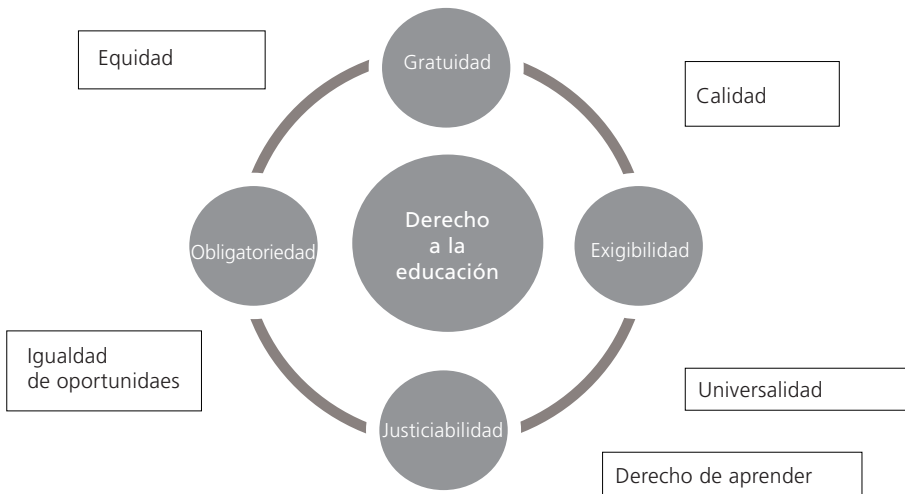 Equidad
Gratuidad
Calidad
Obligatoriedad
Derecho
a la
educación
Exigibilidad
Igualdad
de oportunidaes
Universalidad
Justiciabilidad
Derecho de aprender